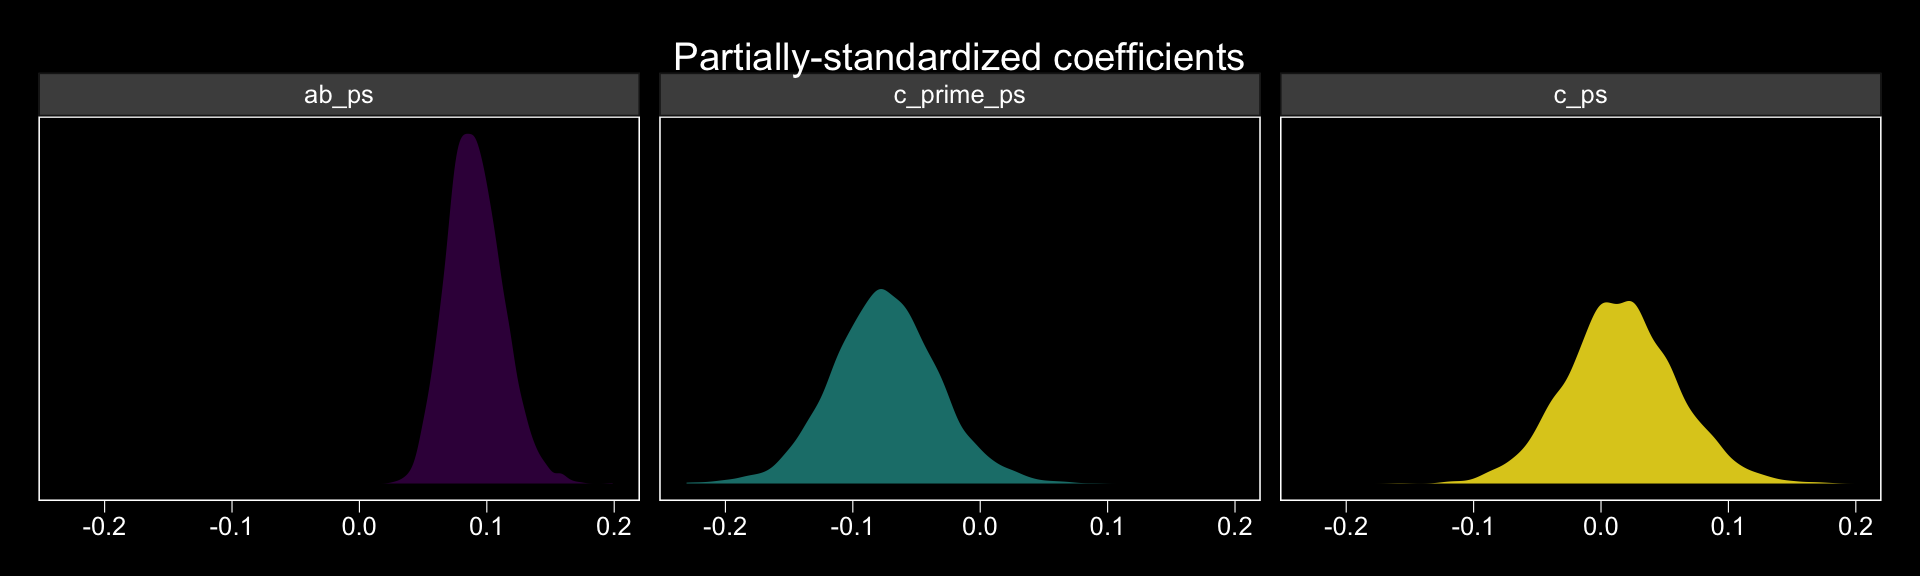 Partially-standardized coefficients
ab_ps c_prime_ps c_ps
-0.2 -0.1 0.0 0.1 0.2 -0.2 -0.1 0.0 0.1 0.2 -0.2 -0.1 0.0 0.1 0.2